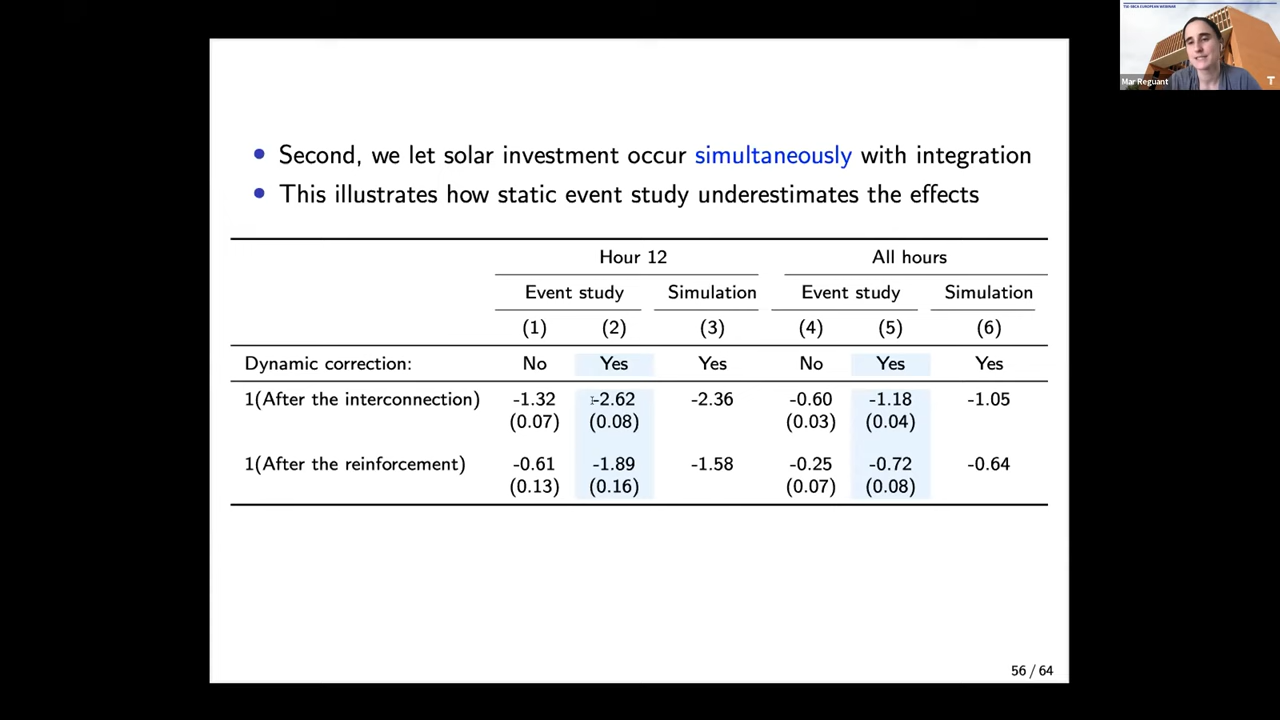 TSE-SKCA EUROPEAN WEBINAR
Mar Reguant
T
• Second, we let solar investment occur simultaneously with integration
• This illustrates how static event study underestimates the effects
Hour 12 All hours
Event study Simulation Event study Simulation
(1) (2) (3) (4) (5) (6)
Dynamic correction: No Yes Yes No Yes Yes
1(After the interconnection) -1.32 -2.62 -2.36 -0.60 -1.18 -1.05
(0.07) (0.08) (0.03) (0.04)
1(After the reinforcement) -0.61 -1.89 -1.58 -0.25 -0.72 -0.64
(0.13) (0.16) (0.07) (0.08)
56 / 64